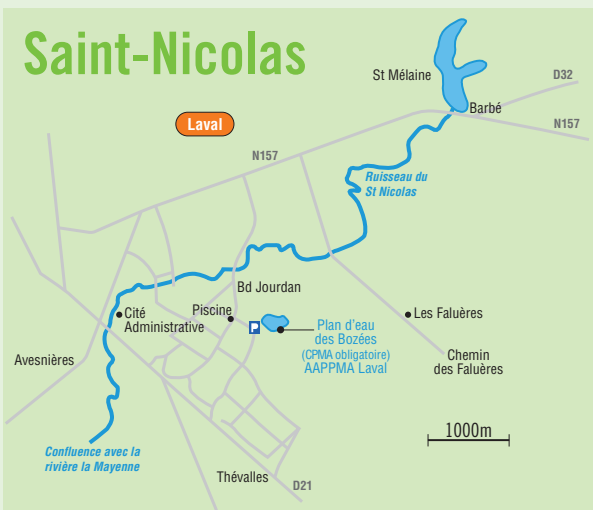 Saint-Nicolas
St Mélaine
D32
Barbé
Laval
N157
N157
Ruisseau du
St Nicolas
Bd Jourdan
Cité
Administrative
Piscine
P
Plan d'eau
des Bozées
(CPMA obligatoire)
AAPPMA Laval
Les Faluères
Avesnières
Chemin
des Faluères
1000m
Confluence avec la
rivière la Mayenne
Thévalles
D21